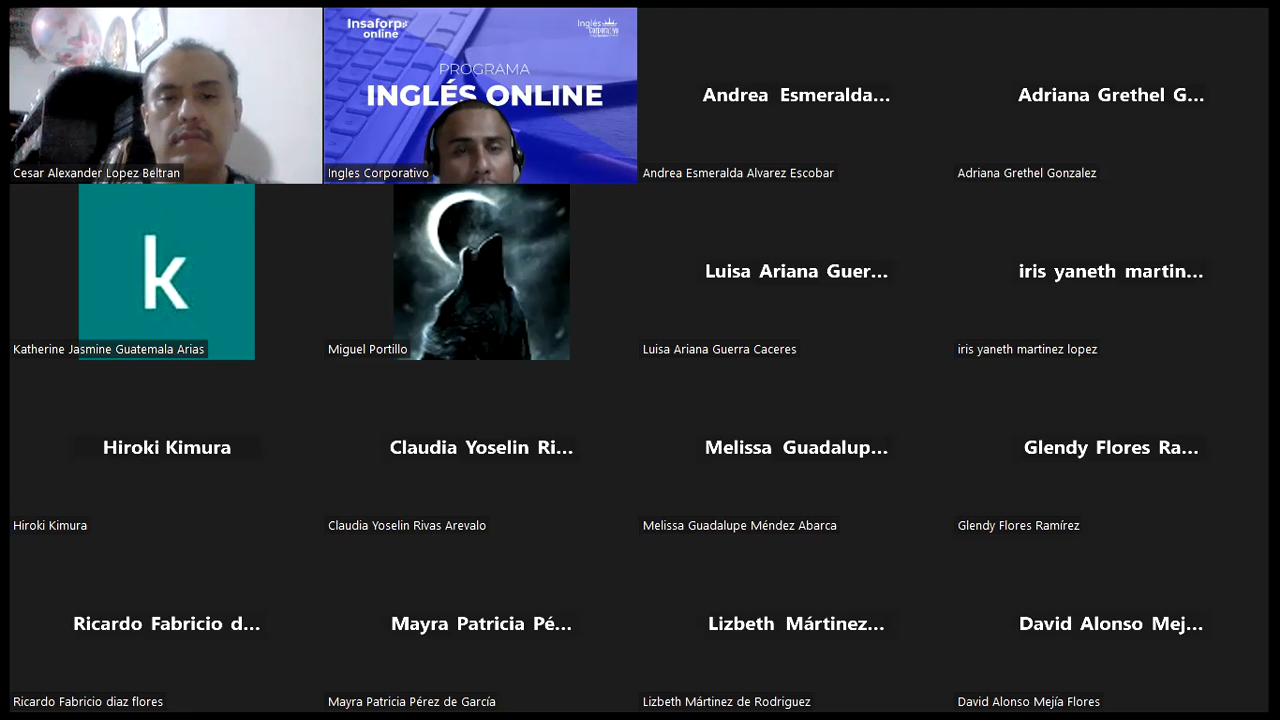 Insaforp
online
Inglés
corporativo
PROGRAMA
INGLÉS ONLINE
Cesar Alexander Lopez Beltran
Ingles Corporativo
Andrea Esmeralda...
Andrea Esmeralda Alvarez Escobar
Adriana Grethel G...
Adriana Grethel Gonzalez
k
Katherine Jasmine Guatemala Arias
Miguel Portillo
Luisa Ariana Guer...
Luisa Ariana Guerra Caceres
iris yaneth martin...
iris yaneth martinez lopez
Hiroki Kimura
Hiroki Kimura
Claudia Yoselin Ri...
Claudia Yoselin Rivas Arevalo
Melissa Guadalup...
Melissa Guadalupe Méndez Abarca
Glendy Flores Ra...
Glendy Flores Ramírez
Ricardo Fabricio d...
Ricardo Fabricio diaz flores
Mayra Patricia Pé...
Mayra Patricia Pérez de García
Lizbeth Mártinez...
Lizbeth Mártinez de Rodriguez
David Alonso Mej...
David Alonso Mejía Flores